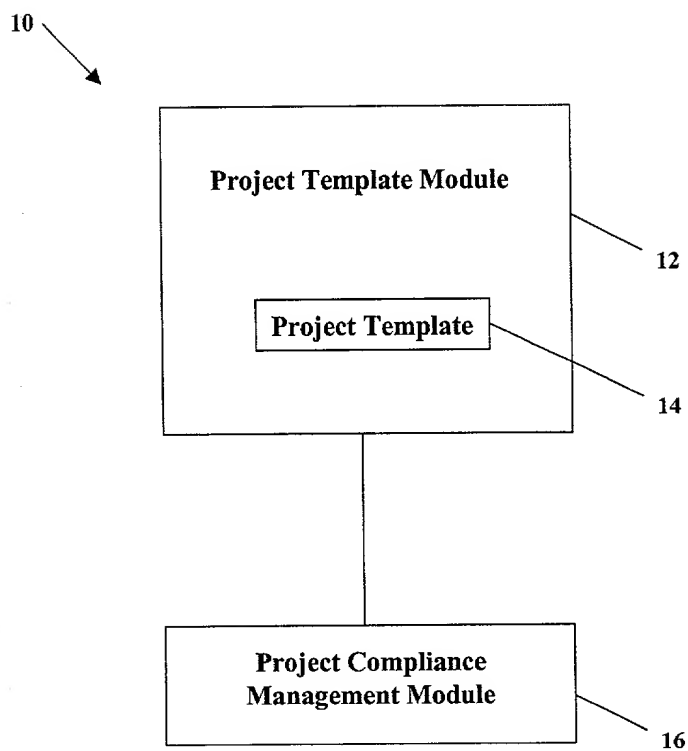 10
Project Template Module
12
Project Template
14
Project Compliance
Management Module
16